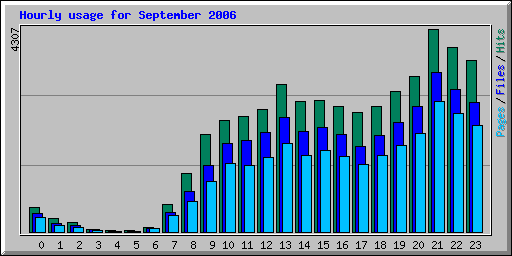 Hourly usage for September 2006
4307
Pages / Files / Hits
0 1 2 3 4 5 6 7 8 9 10 11 12 13 14 15 16 17 18 19 20 21 22 23